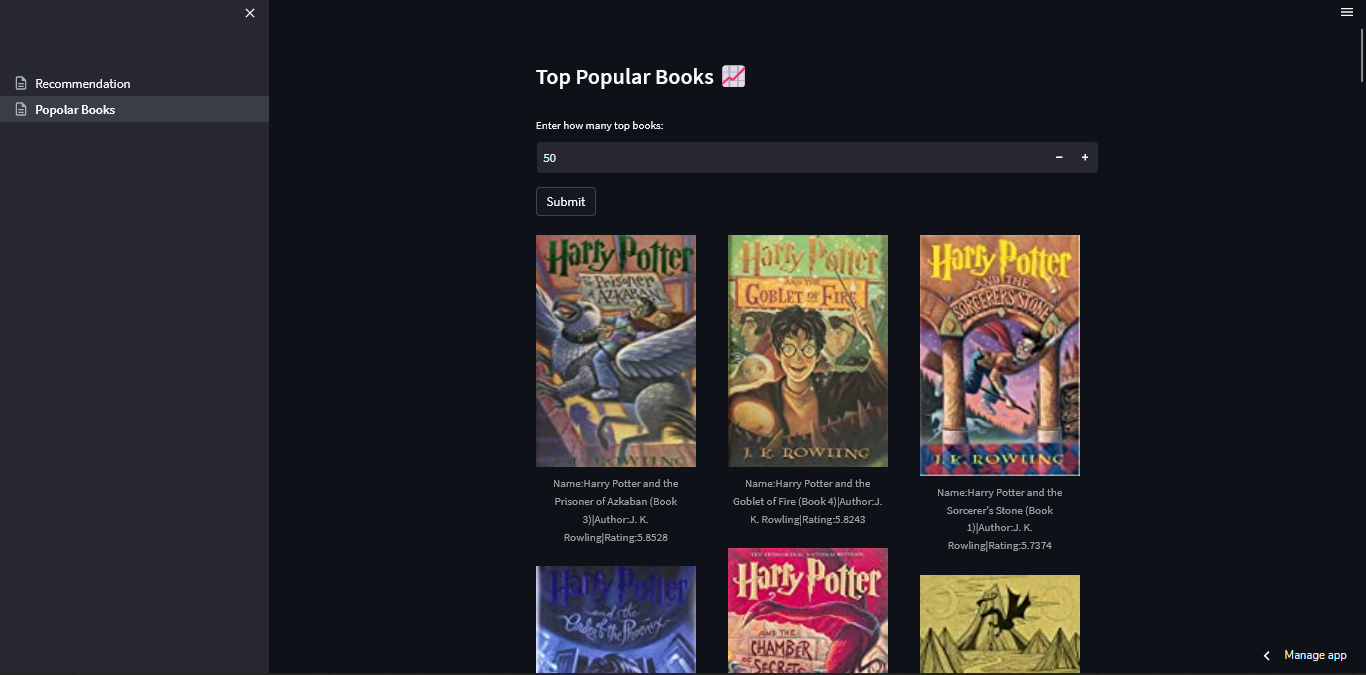 Recommendation
Popolar Books
Top Popular Books
Enter how many top books:
50
Submit
Harry Potter
and the
Prisoner
of AZKABAN
J. K. ROWLING
Name:Harry Potter and the
Prisoner of Azkaban (Book
3)|Author:J. K.
Rowling|Rating:5.8528
Harry Potter
AND THE
GOBLET OF FIRE
J. K. ROWLING
Name:Harry Potter and the
Goblet of Fire (Book 4)|Author:J.
K. Rowling|Rating:5.8243
Harry Potter
AND THE
SORCERER'S STONE
J. K. ROWLING
Name:Harry Potter and the
Sorcerer's Stone (Book
1)|Author:J. K.
Rowling|Rating:5.7374
Harry Potter
and the
Order of the Phoenix
Harry Potter
AND THE
CHAMBER
OF SECRETS
Manage app